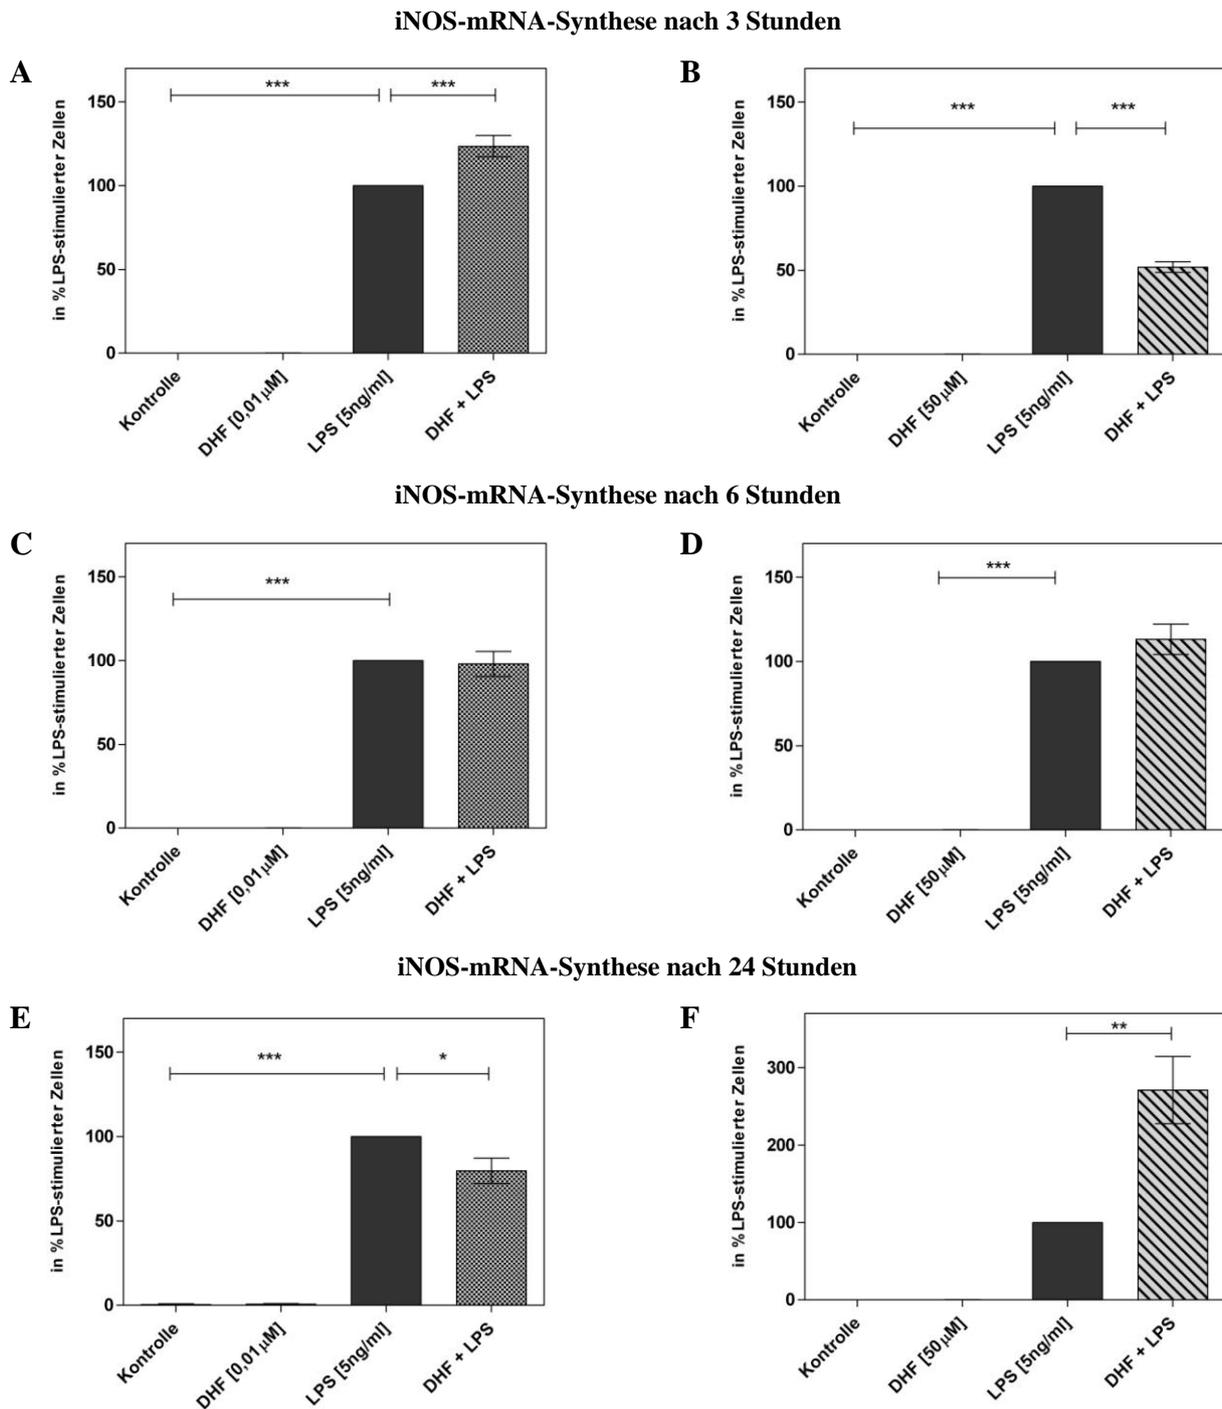 iNOS-mRNA-Synthese nach 3 Stunden
A
in %LPS-stimulierter Zellen
150
100
50
0
***
***
Kontrolle
DHF [0,01µM]
LPS [5ng/ml]
DHF + LPS
B
in %LPS-stimulierter Zellen
150
100
50
0
***
***
Kontrolle
DHF [50µM]
LPS [5ng/ml]
DHF + LPS
iNOS-mRNA-Synthese nach 6 Stunden
C
in %LPS-stimulierter Zellen
150
100
50
0
***
Kontrolle
DHF [0,01µM]
LPS [5ng/ml]
DHF + LPS
D
in %LPS-stimulierter Zellen
150
100
50
0
***
Kontrolle
DHF [50µM]
LPS [5ng/ml]
DHF + LPS
iNOS-mRNA-Synthese nach 24 Stunden
E
in %LPS-stimulierter Zellen
150
100
50
0
***
*
Kontrolle
DHF [0,01µM]
LPS [5ng/ml]
DHF + LPS
F
in %LPS-stimulierter Zellen
300
200
100
0
**
Kontrolle
DHF [50µM]
LPS [5ng/ml]
DHF + LPS